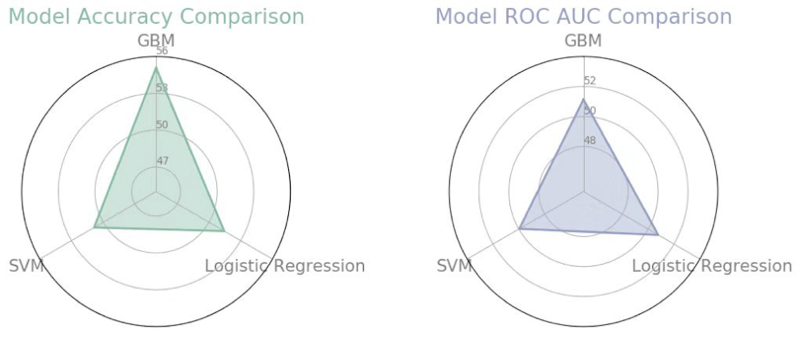 Model Accuracy Comparison
GBM
56
53
50
47
SVM
Logistic Regression
Model ROC AUC Comparison
GBM
52
50
48
SVM
Logistic Regression